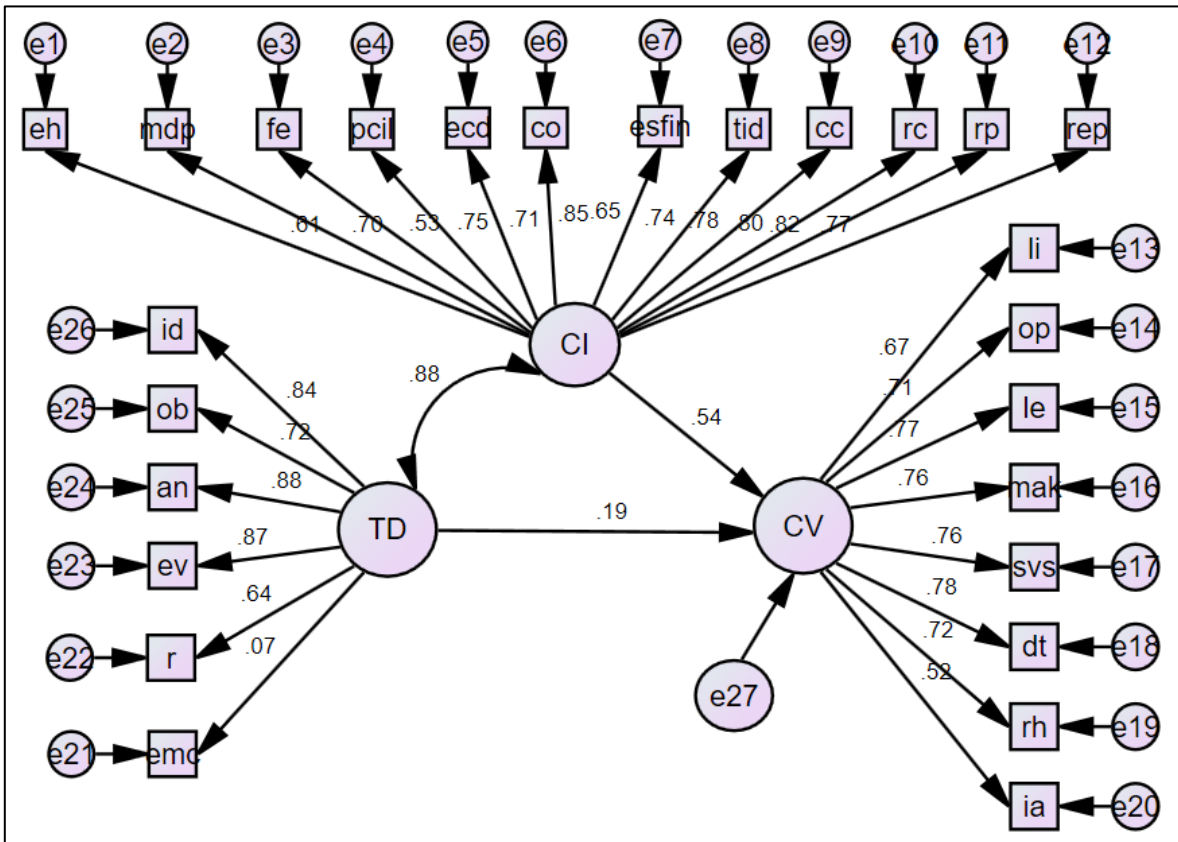 e1 e2 e3 e4 e5 e6 e7 e8 e9 e10 e11 e12
eh mdp fe pcil ecd co esfin tid cc rc rp rep
.61 .70 .53 .75 .71 .85 .65 .74 .78 .80 .82 .77
li e13
e26 id
op e14
CI
.67
.88
.84
.71
e25 ob
le e15
.72
.54
.77
.88
.76
e24 an
mak e16
TD
.19
CV
.87
.76
e23 ev
svs e17
.64
.78
.07
.72
e22 r
dt e18
.52
e27
e21 emc
rh e19
ia e20